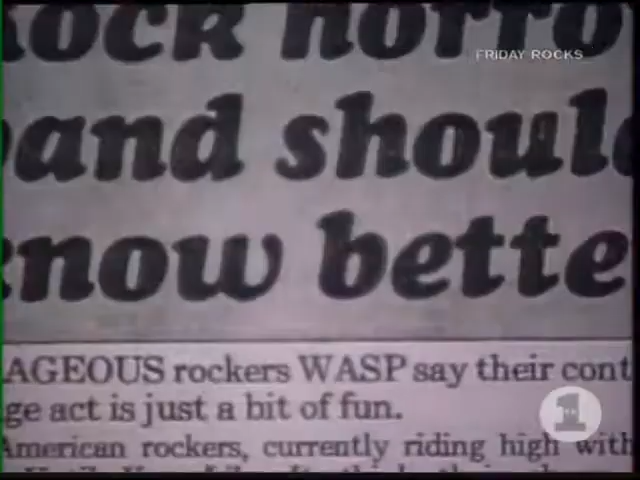 ock horro
FRIDAY ROCKS
and shoul
now bette
AGEOUS rockers WASP say their cont
ge act is just a bit of fun.
American rockers, currently riding high with
1